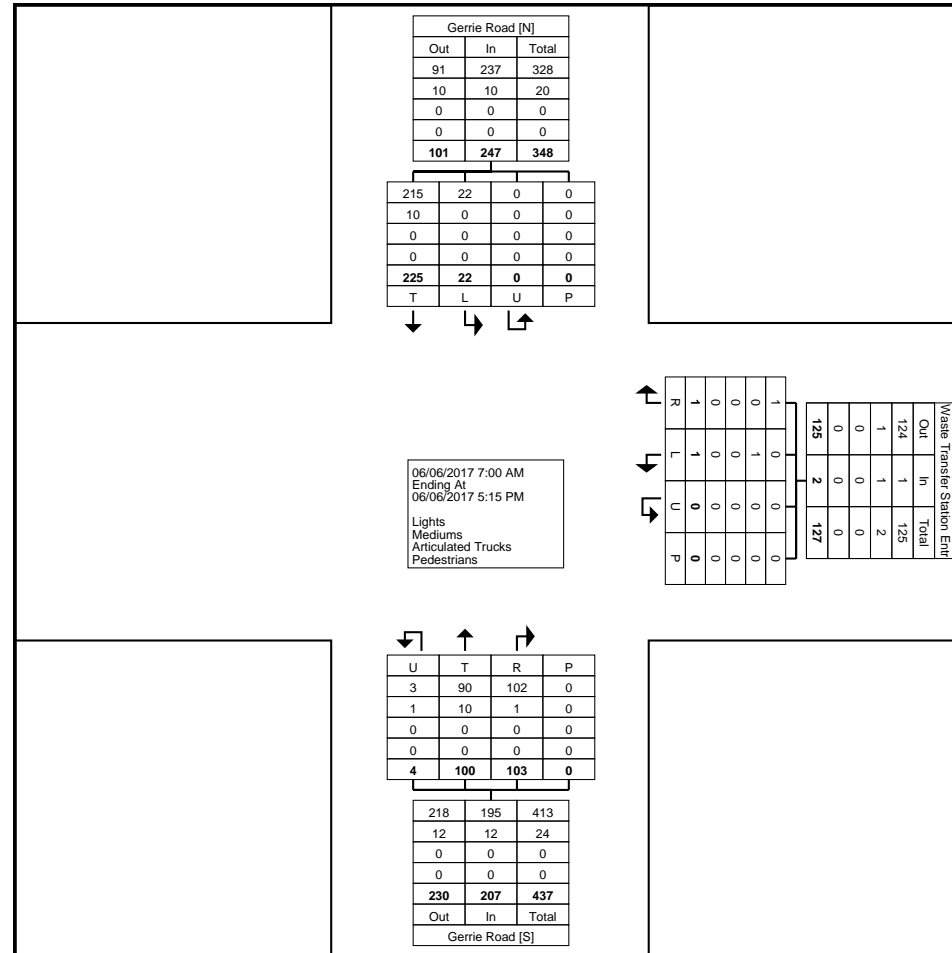 Gerrie Road [N]
Out In Total
91 237 328
10 10 20
0 0 0
0 0 0
101 247 348
215 22 0 0
10 0 0 0
0 0 0 0
0 0 0 0
225 22 0 0
T L U P
Waste Transfer Station Entr
Out In Total
124 1 125
1 1 2
0 0 0
0 0 0
125 2 127
1 0 0 0
0 1 0 0
0 0 0 0
0 0 0 0
1 1 0 0
R L U P
06/06/2017 7:00 AM
Ending At
06/06/2017 5:15 PM
Lights
Mediums
Articulated Trucks
Pedestrians
U T R P
3 90 102 0
1 10 1 0
0 0 0 0
0 0 0 0
4 100 103 0
218 195 413
12 12 24
0 0 0
0 0 0
230 207 437
Out In Total
Gerrie Road [S]